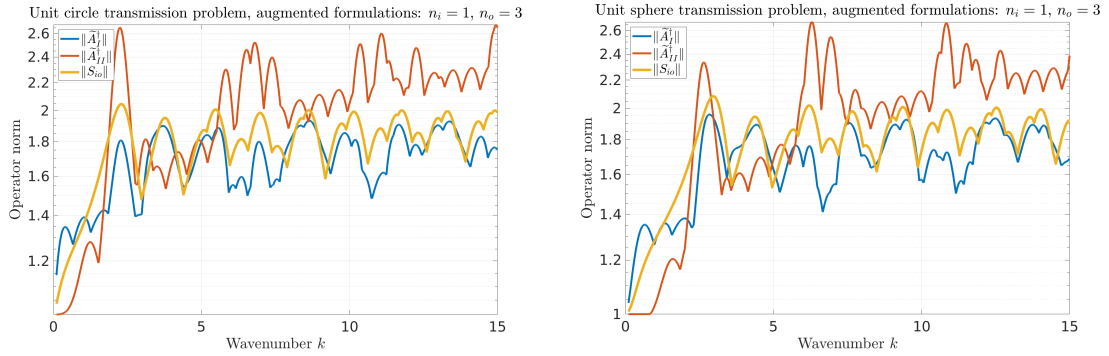 Unit circle transmission problem, augmented formulations: n_i = 1, n_o = 3
2.6
2.4
2.2
2
1.8
1.6
1.4
1.2
Operator norm
‖Ã_I^†‖
‖Ã_II^†‖
‖S_io‖
0
5
10
15
Wavenumber k
Unit sphere transmission problem, augmented formulations: n_i = 1, n_o = 3
2.6
2.4
2.2
2
1.8
1.6
1.4
1.2
1
Operator norm
‖Ã_I^†‖
‖Ã_II^†‖
‖S_io‖
0
5
10
15
Wavenumber k